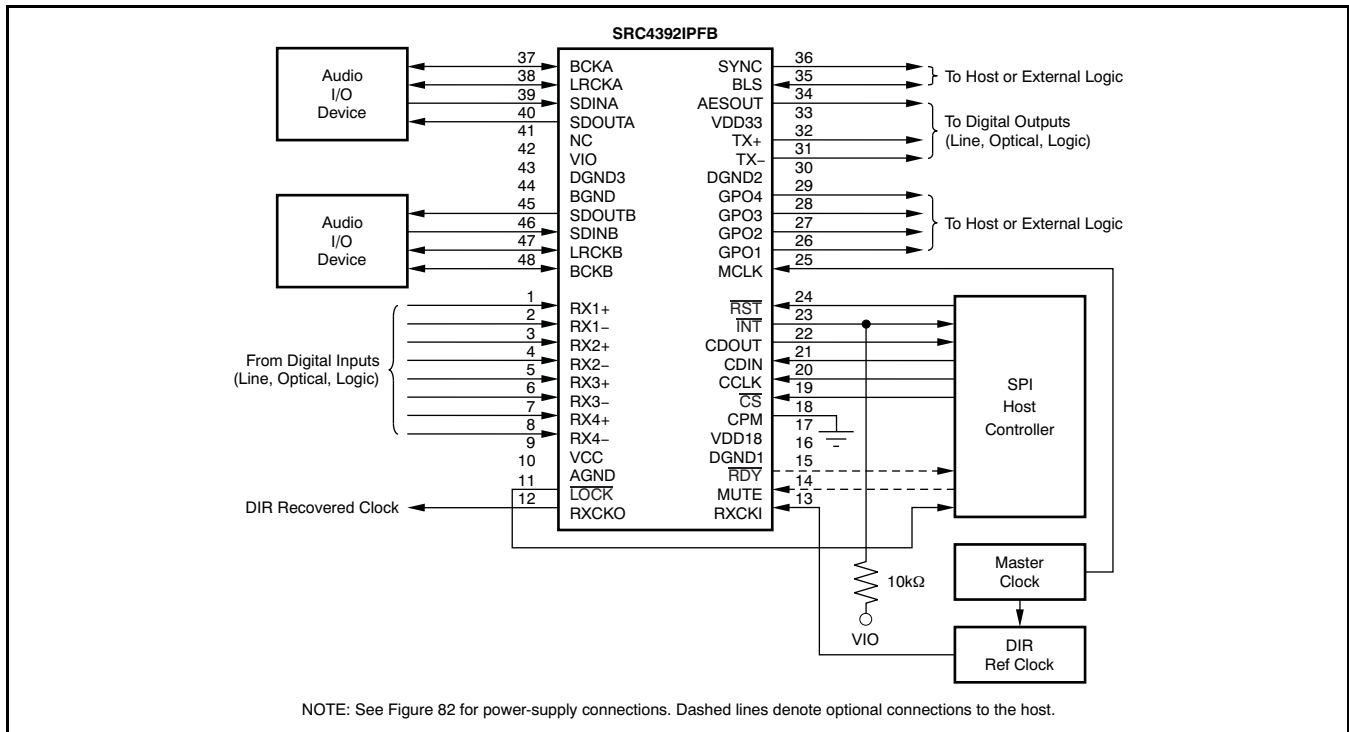 SRC4392IPFB
Audio
I/O
Device
37 BCKA
38 LRCKA
39 SDINA
40 SDOUTA
41 NC
42 VIO
43 DGND3
44 BGND
45 SDOUTB
46 SDINB
47 LRCKB
48 BCKB
Audio
I/O
Device
1 RX1+
2 RX1−
3 RX2+
4 RX2−
5 RX3+
6 RX3−
7 RX4+
8 RX4−
9 VCC
10 AGND
11 LOCK
12 RXCKO
From Digital Inputs
(Line, Optical, Logic)
DIR Recovered Clock
SYNC 36
BLS 35
AESOUT 34
VDD33 33
TX+ 32
TX− 31
DGND2 30
GPO4 29
GPO3 28
GPO2 27
GPO1 26
MCLK 25
RST 24
INT 23
CDOUT 22
CDIN 21
CCLK 20
CS 19
CPM 18
VDD18 17
DGND1 16
RDY 15
MUTE 14
RXCKI 13
To Host or External Logic
To Digital Outputs
(Line, Optical, Logic)
To Host or External Logic
SPI
Host
Controller
10kΩ
VIO
Master
Clock
DIR
Ref Clock
NOTE: See Figure 82 for power-supply connections. Dashed lines denote optional connections to the host.